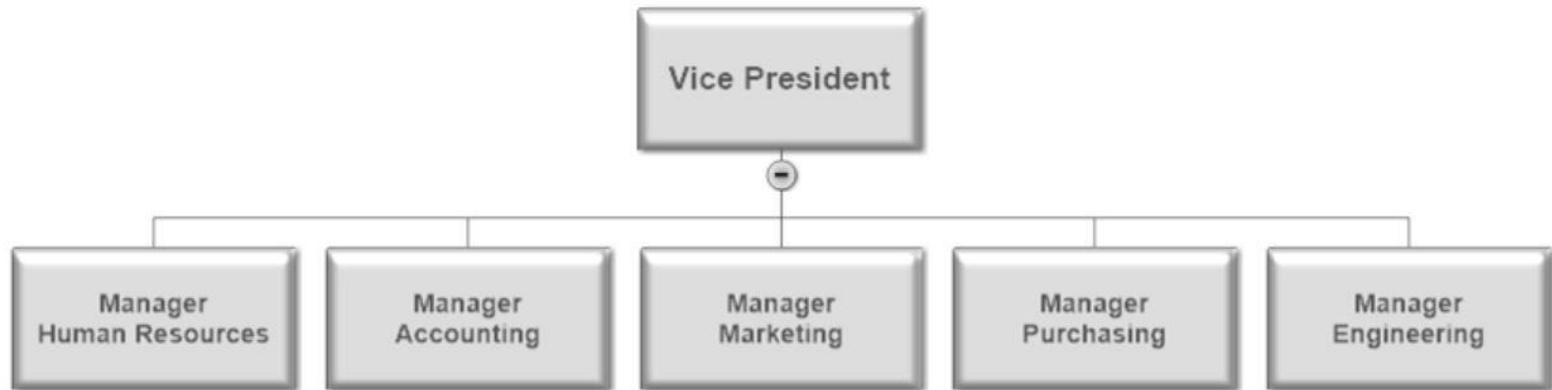 Vice President
Manager
Human Resources
Manager
Accounting
Manager
Marketing
Manager
Purchasing
Manager
Engineering